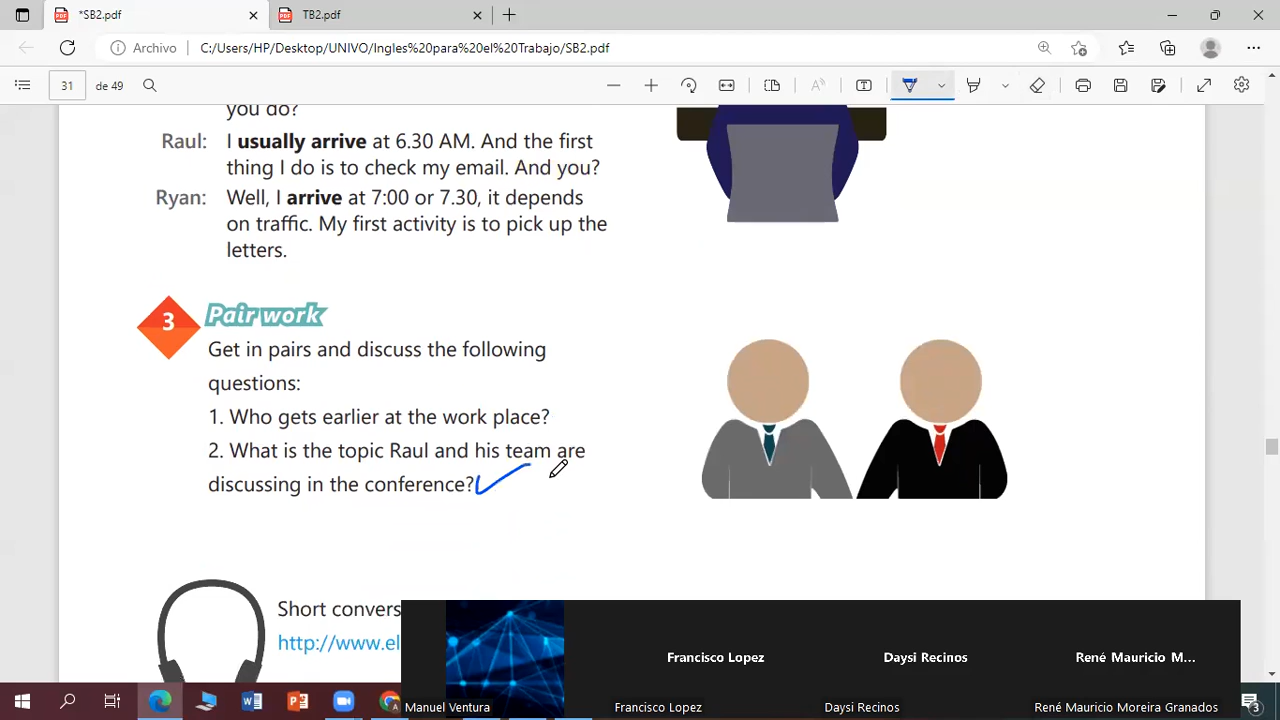 *SB2.pdf
TB2.pdf
Archivo
C:/Users/HP/Desktop/UNIVO/Ingles%20para%20el%20Trabajo/SB2.pdf
31
de 49
you do?
Raul: I usually arrive at 6.30 AM. And the first
thing I do is to check my email. And you?
Ryan: Well, I arrive at 7:00 or 7.30, it depends
on traffic. My first activity is to pick up the
letters.
3
Pair work
Get in pairs and discuss the following
questions:
1. Who gets earlier at the work place?
2. What is the topic Raul and his team are
discussing in the conference?
Short convers
http://www.el
Francisco Lopez
Daysi Recinos
René Mauricio M...
Manuel Ventura
Francisco Lopez
Daysi Recinos
René Mauricio Moreira Granados
3